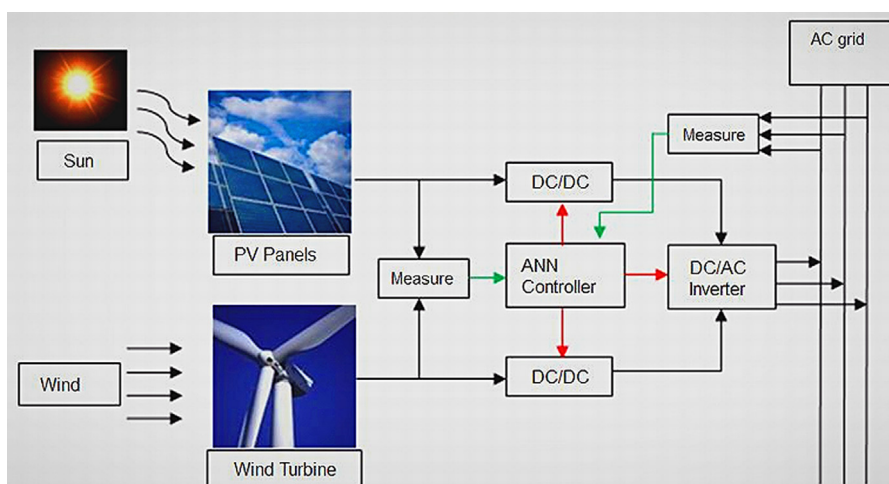 AC grid
Measure
Sun
DC/DC
PV Panels
Measure
ANN
Controller
DC/AC
Inverter
Wind
DC/DC
Wind Turbine